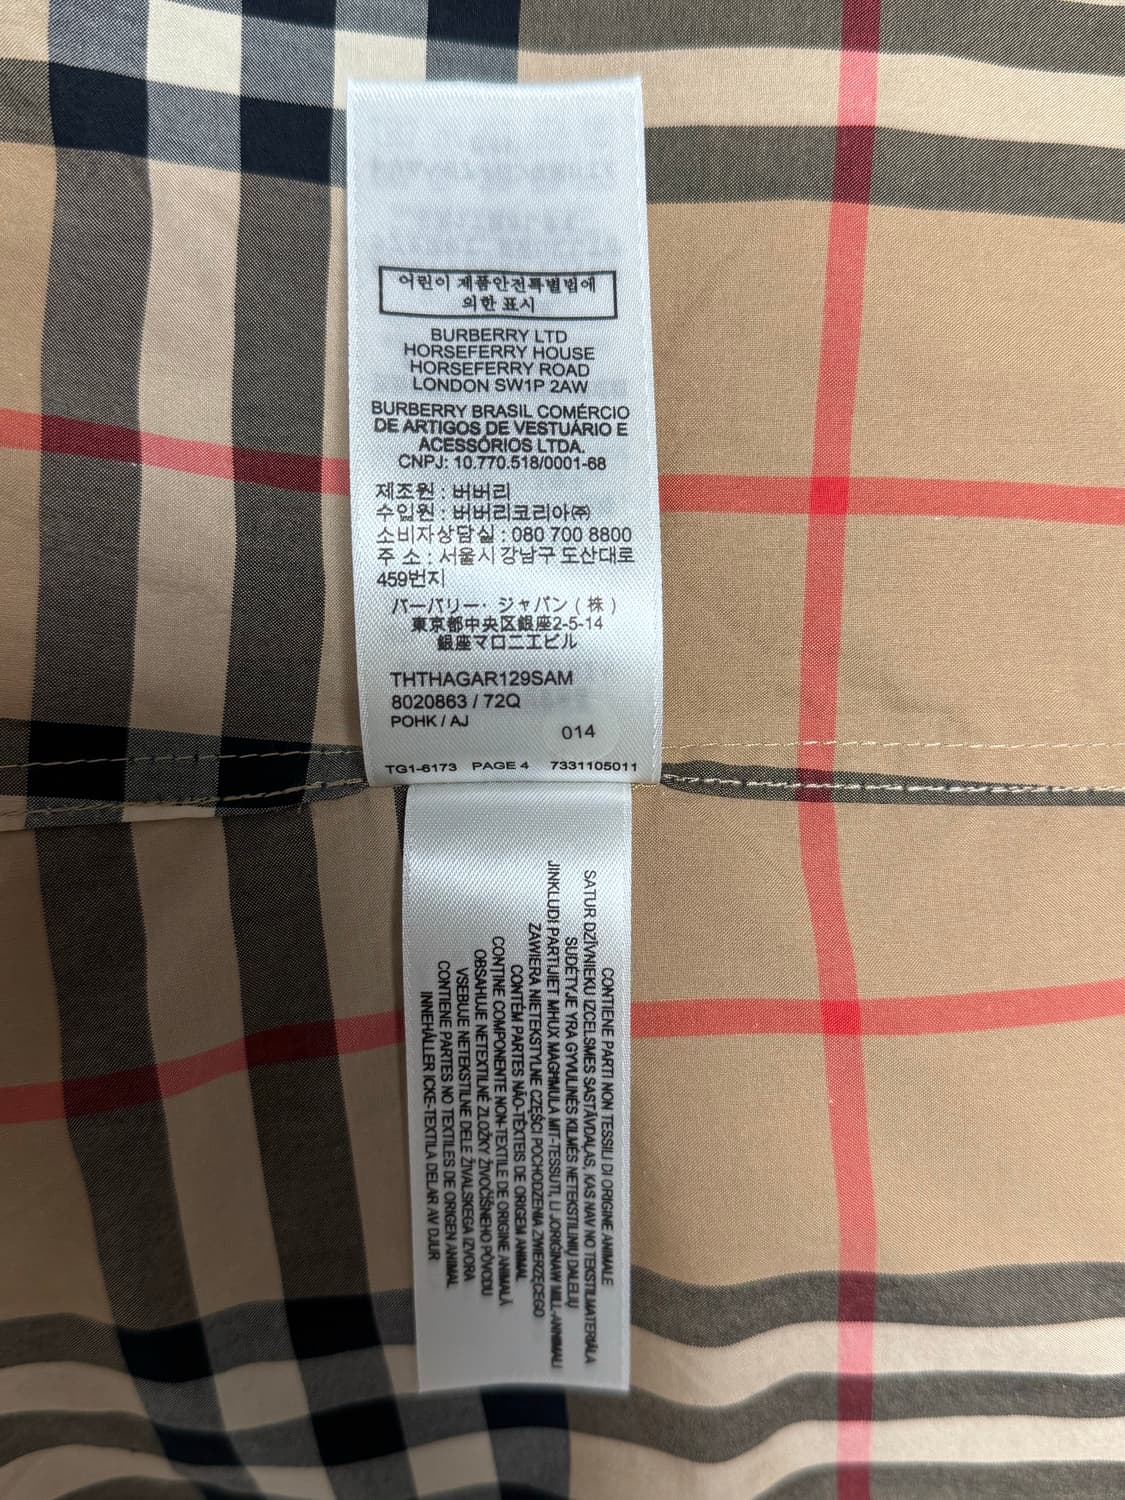 어린이 제품안전특별법에
의한 표시
BURBERRY LTD
HORSEFERRY HOUSE
HORSEFERRY ROAD
LONDON SW1P 2AW
BURBERRY BRASIL COMÉRCIO
DE ARTIGOS DE VESTUÁRIO E
ACESSÓRIOS LTDA.
CNPJ: 10.770.518/0001-68
제조원 : 버버리
수입원 : 버버리코리아㈜
소비자상담실 : 080 700 8800
주 소 : 서울시 강남구 도산대로
459번지
バーバリー・ジャパン（株）
東京都中央区銀座2-5-14
銀座マロニエビル
THTHAGAR129SAM
8020863 / 72Q
POHK / AJ
014
TG1-6173 PAGE 4 7331105011
CONTIENE PARTI NON TESSILI DI ORIGINE ANIMALE
SATUR DZĪVNIEKU IZCELSMES SASTĀVDAĻAS, KAS NAV NO TEKSTILMATERIĀLA
SUDĖTYJE YRA GYVULINĖS KILMĖS NETEKSTILINIŲ DALELIŲ
JINKLUDI PARTIJIET MHUX MAGĦMULA MIT-TESSUTI, LI JORIĠINAW MILL-ANNIMALI
ZAWIERA NIETEKSTYLNE CZĘŚCI POCHODZENIA ZWIERZĘCEGO
CONTÉM PARTES NÃO-TÊXTEIS DE ORIGEM ANIMAL
CONŢINE COMPONENTE NON-TEXTILE DE ORIGINE ANIMALĂ
OBSAHUJE NETEXTILNÉ ZLOŽKY ŽIVOČÍŠNEHO PÔVODU
VSEBUJE NETEKSTILNE DELE ŽIVALSKEGA IZVORA
CONTIENE PARTES NO TEXTILES DE ORIGEN ANIMAL
INNEHÅLLER ICKE-TEXTILA DELAR AV DJUR